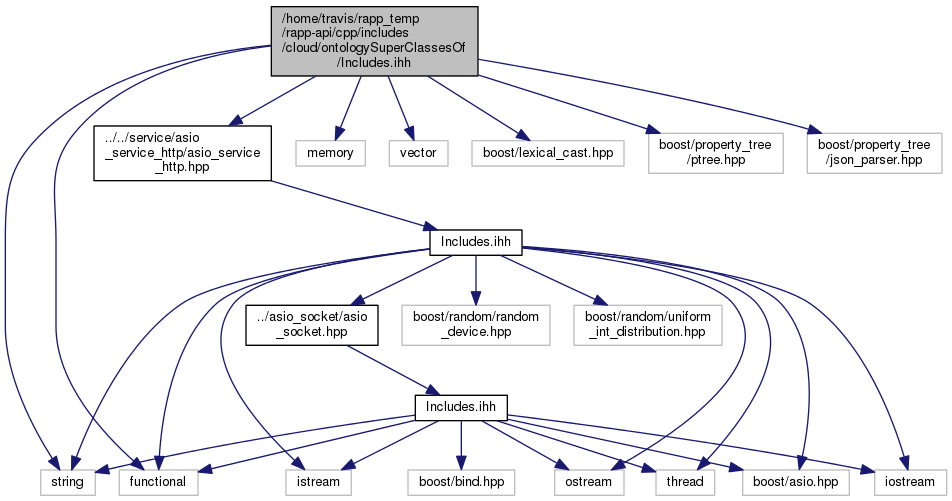 /home/travis/rapp_temp
/rapp-api/cpp/includes
/cloud/ontologySuperClassesOf
/Includes.ihh
../../service/asio
_service_http/asio_service
_http.hpp
memory
vector
boost/lexical_cast.hpp
boost/property_tree
/ptree.hpp
boost/property_tree
/json_parser.hpp
Includes.ihh
../asio_socket/asio
_socket.hpp
boost/random/random
_device.hpp
boost/random/uniform
_int_distribution.hpp
Includes.ihh
string
functional
istream
boost/bind.hpp
ostream
thread
boost/asio.hpp
iostream